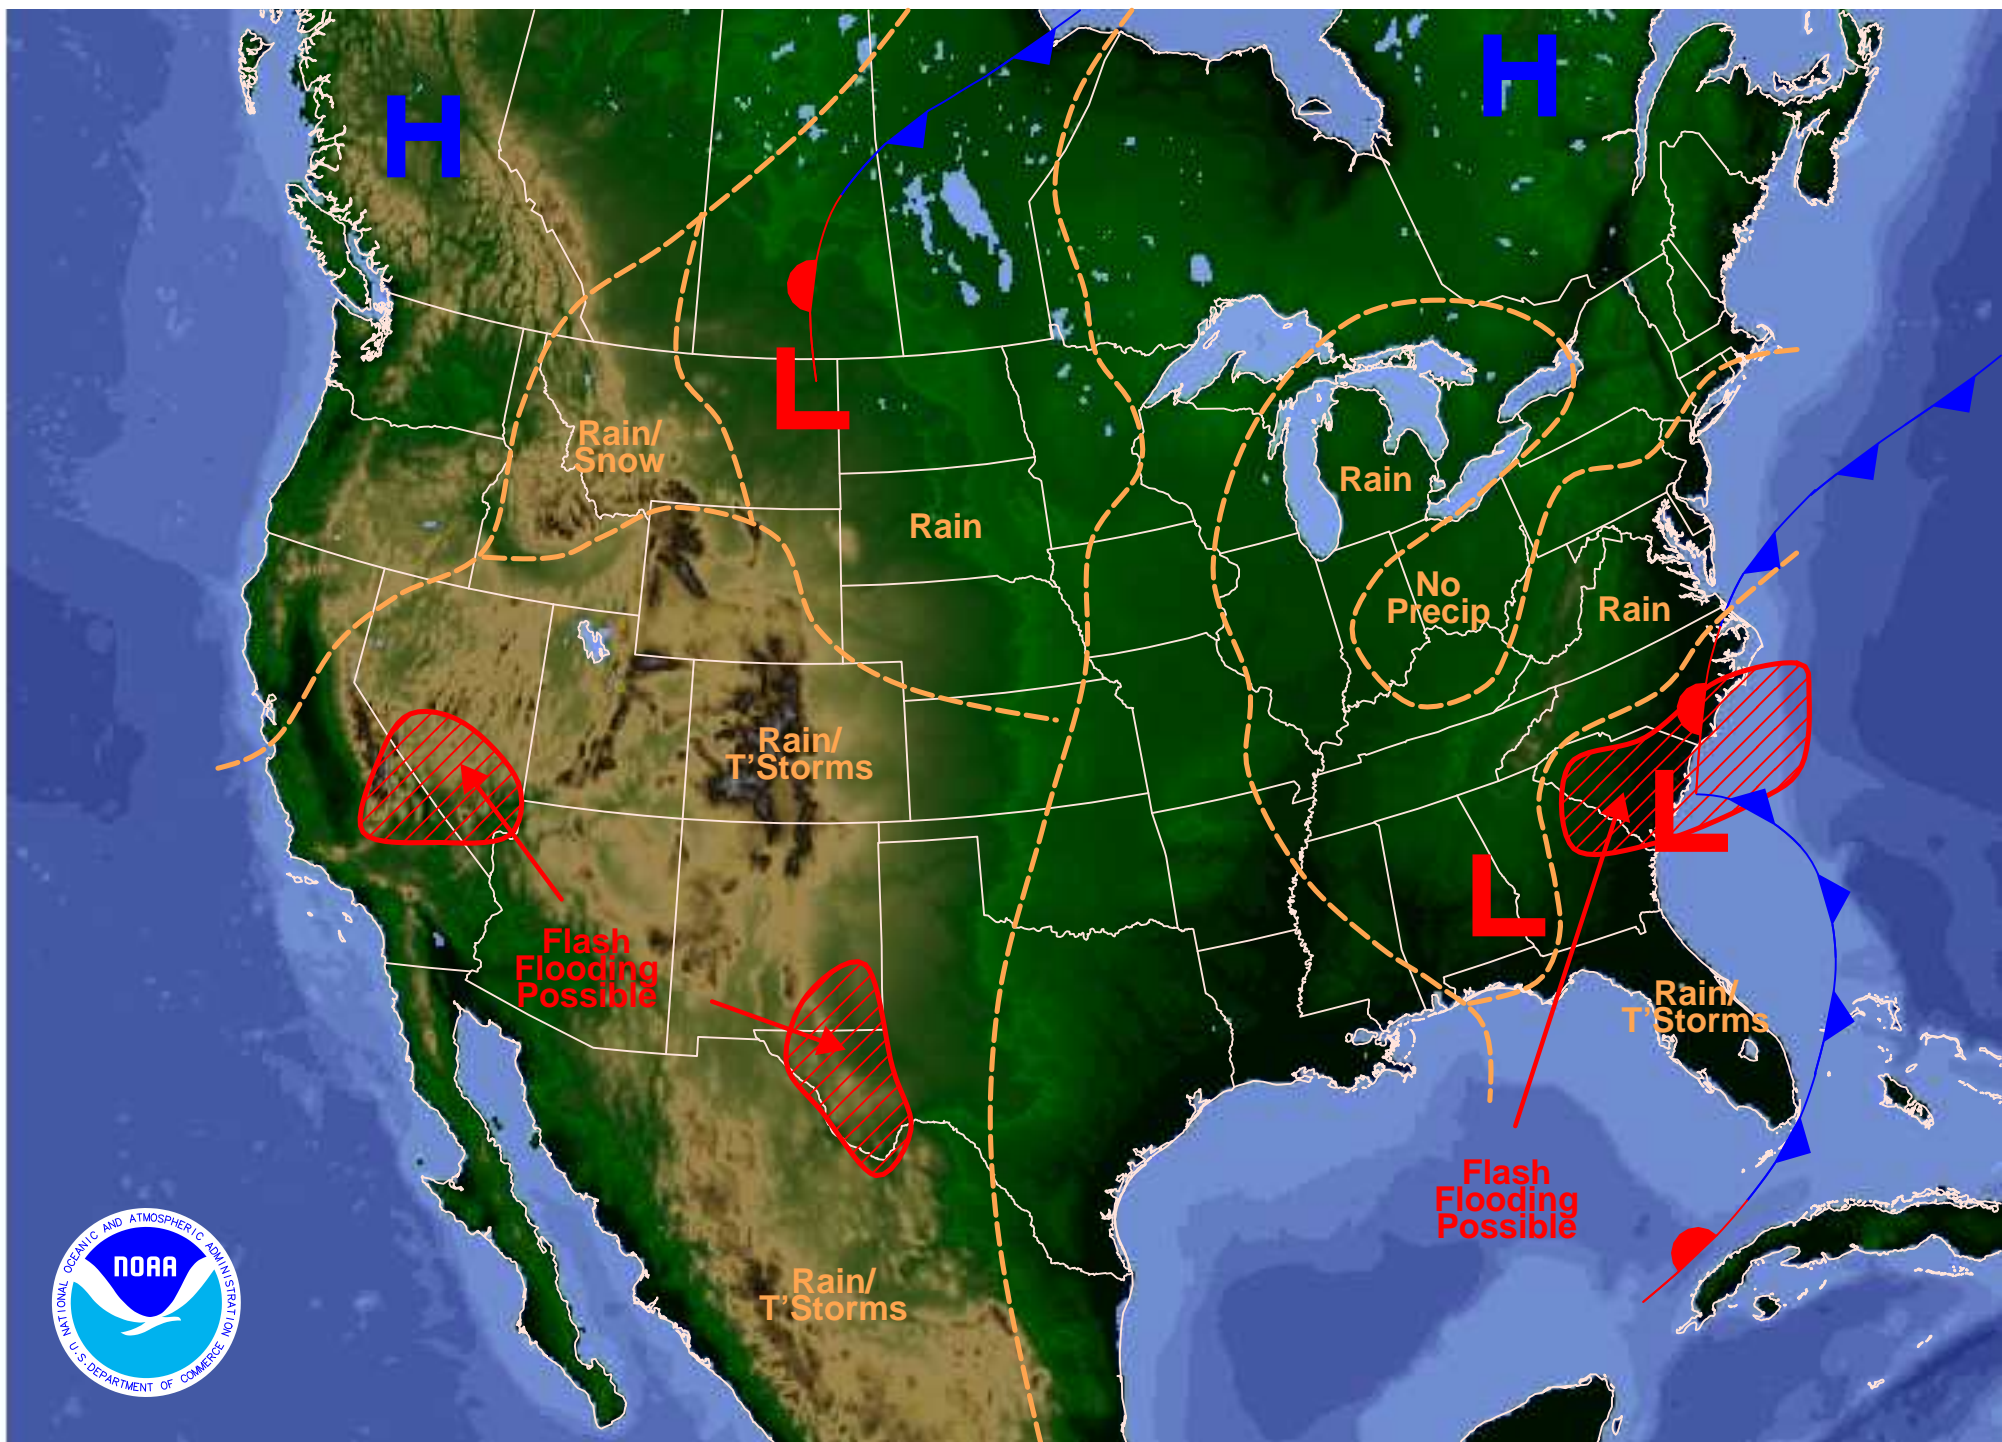 H
H
L
Rain/
Snow
Rain
Rain
No
Precip
Rain
Rain/
T'Storms
L
L
Flash
Flooding
Possible
Rain/
T'Storms
Flash
Flooding
Possible
Rain/
T'Storms
NATIONAL OCEANIC AND ATMOSPHERIC ADMINISTRATION
NOAA
U.S. DEPARTMENT OF COMMERCE